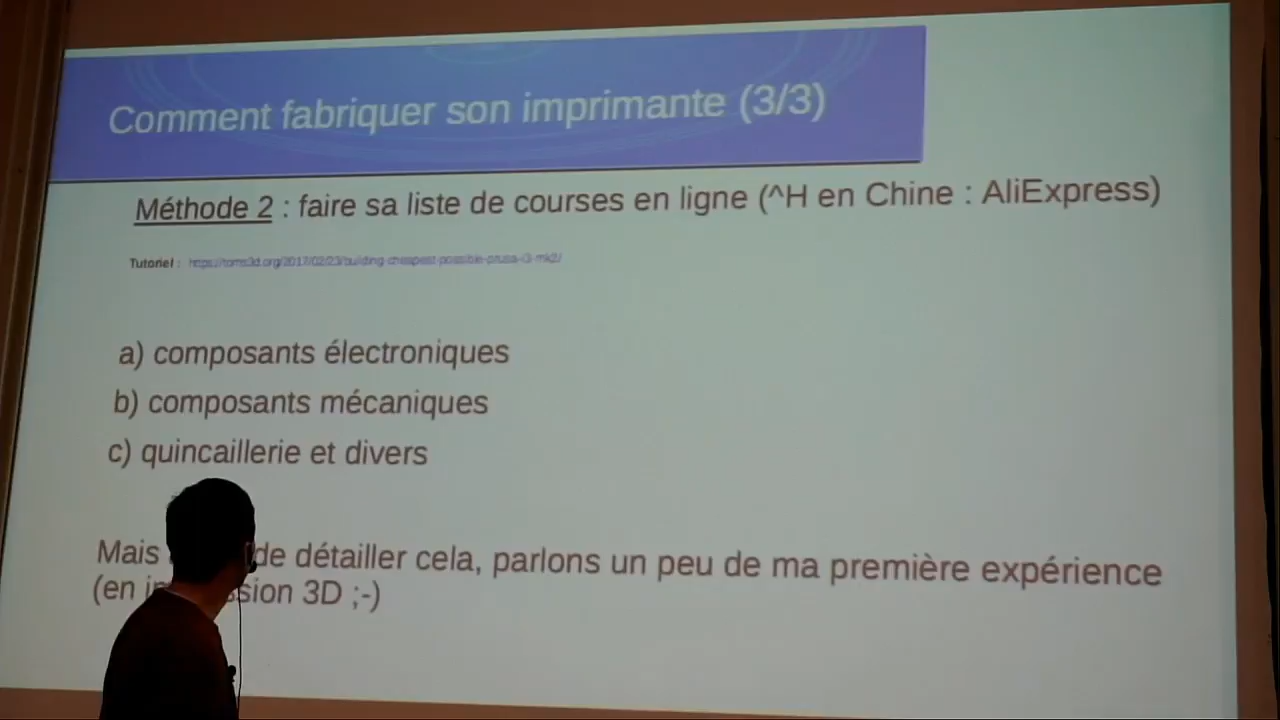 Comment fabriquer son imprimante (3/3)
Méthode 2 : faire sa liste de courses en ligne (^H en Chine : AliExpress)
Tutoriel : https://toms3d.org/2017/02/23/building-cheapest-possible-prusa-i3-mk2/
a) composants électroniques
b) composants mécaniques
c) quincaillerie et divers
Mais de détailler cela, parlons un peu de ma première expérience
(en 3D ;-)